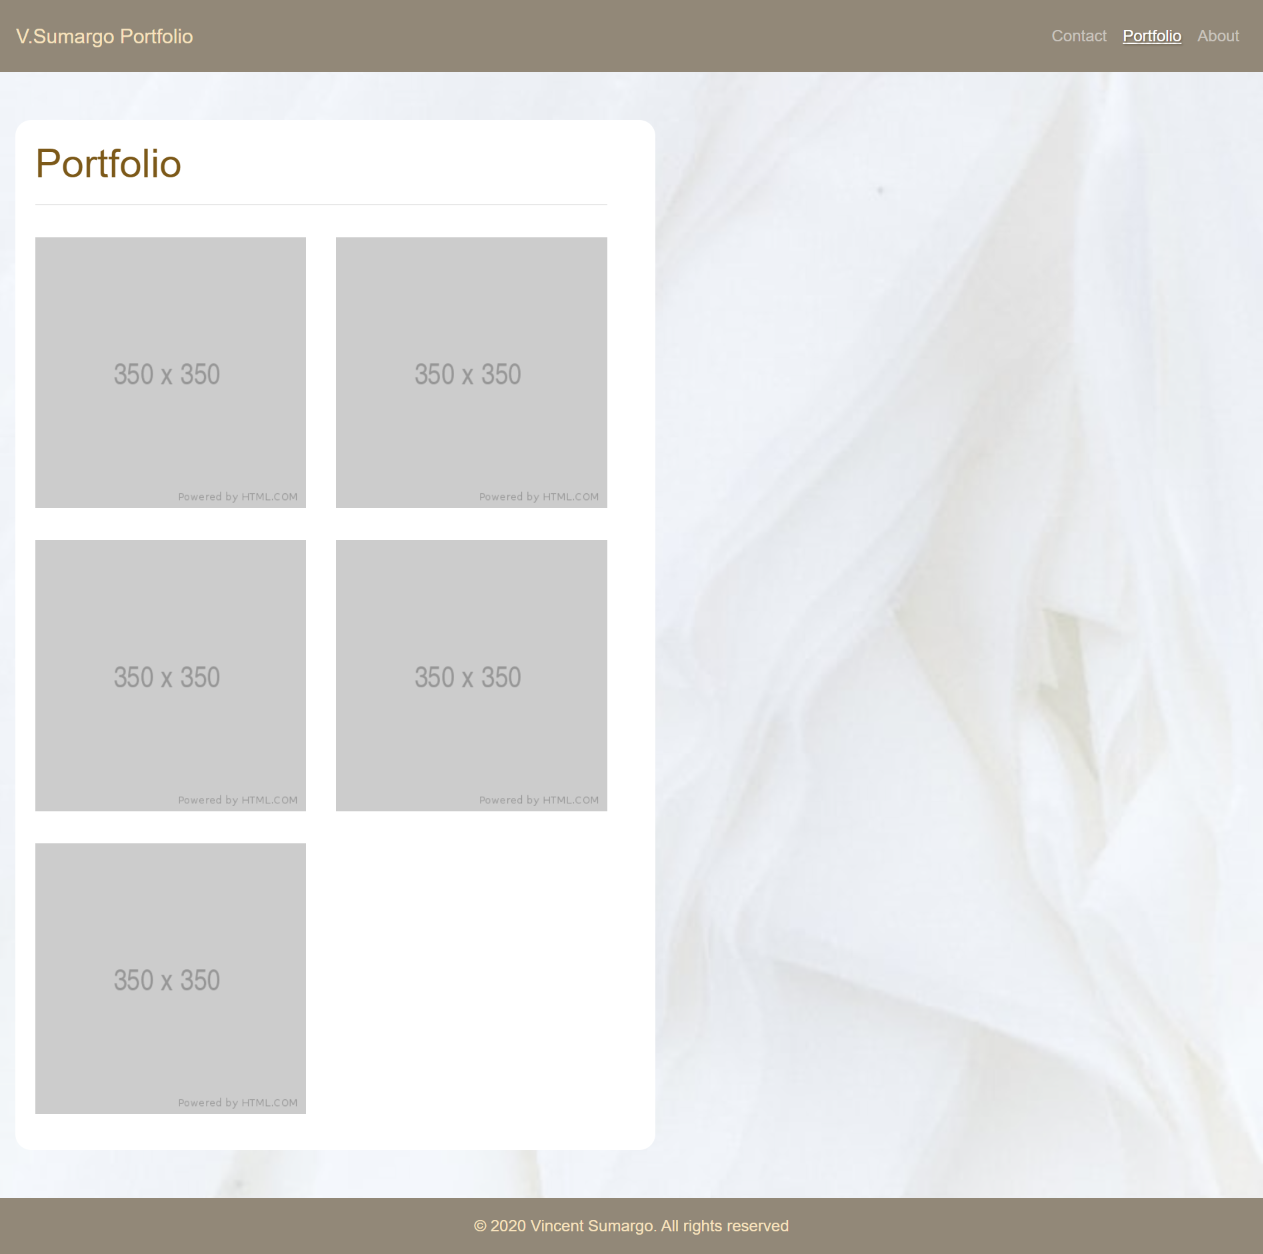 V.Sumargo Portfolio
Contact Portfolio About
Portfolio
350 x 350
Powered by HTML.COM
350 x 350
Powered by HTML.COM
350 x 350
Powered by HTML.COM
350 x 350
Powered by HTML.COM
350 x 350
Powered by HTML.COM
© 2020 Vincent Sumargo. All rights reserved